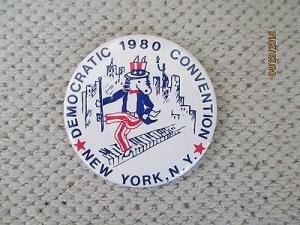 DEMOCRATIC 1980 CONVENTION
NEW YORK, N.Y.